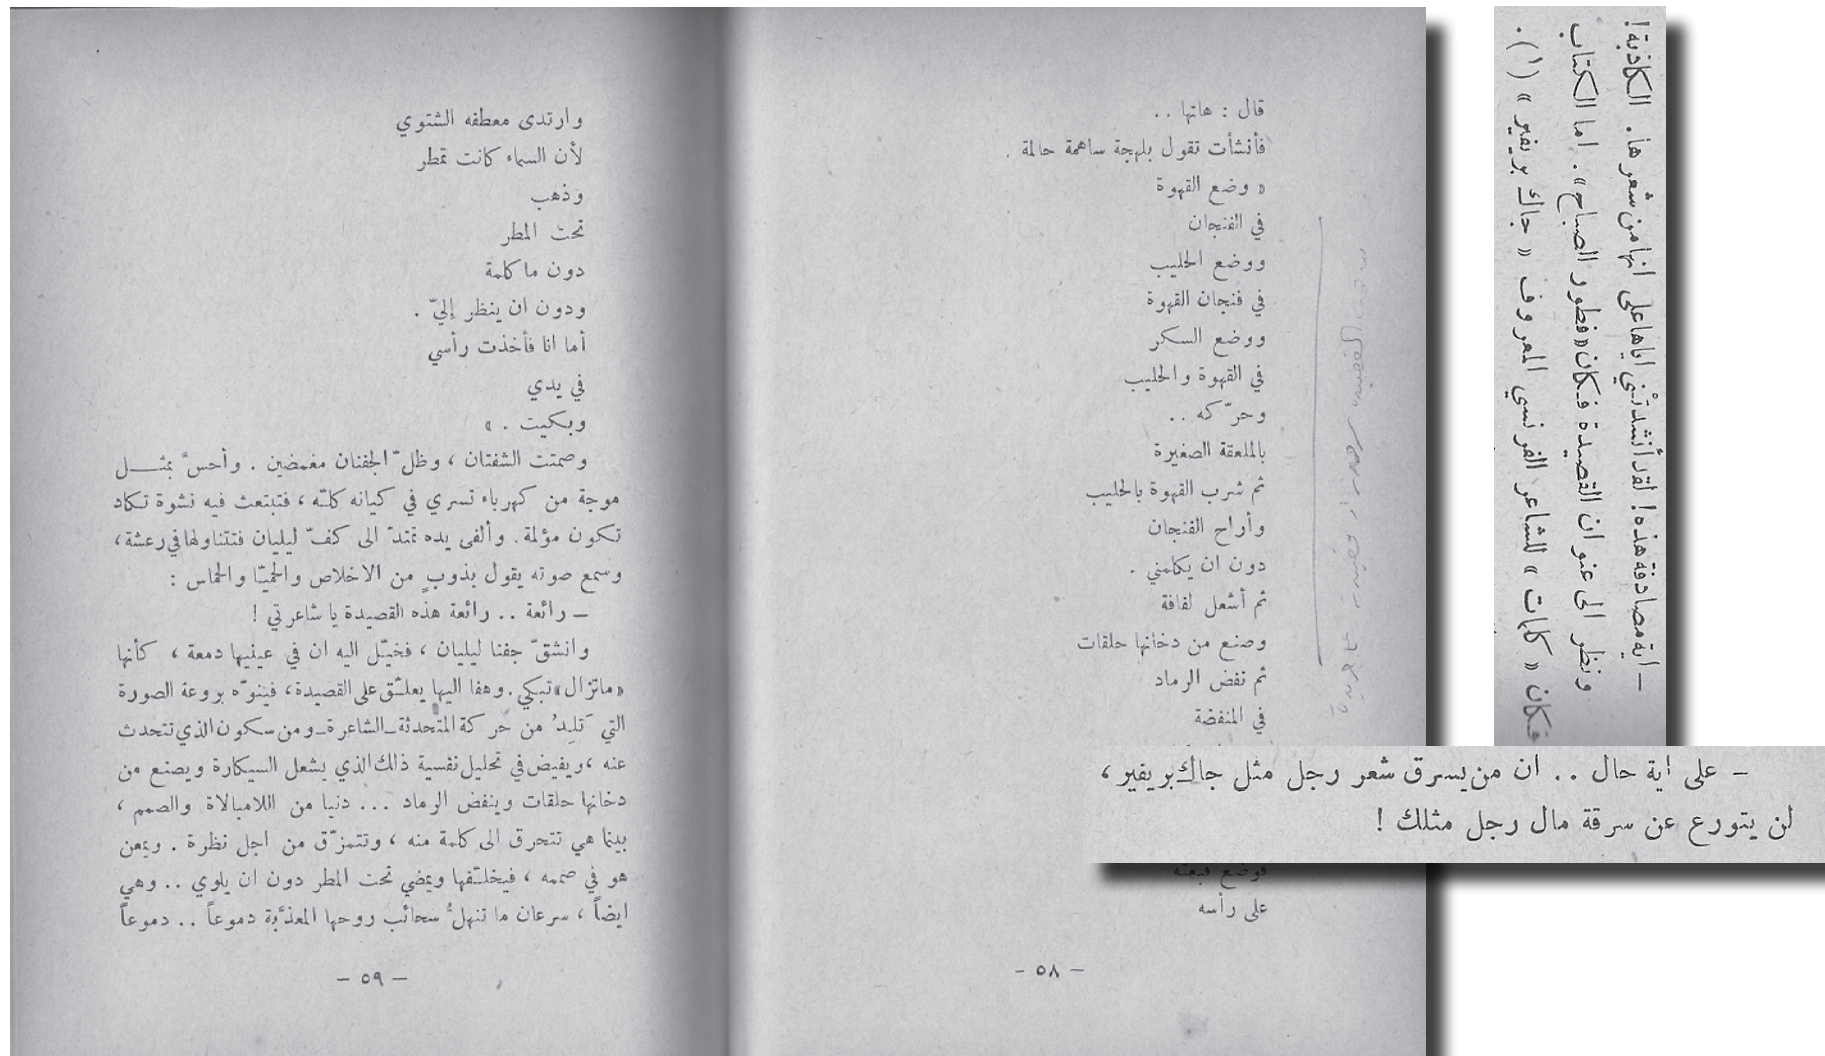 قال : هاتها . .
فأنشأت تقول بلهجة ساهمة حالمة .
« وضع القهوة
في الفنجان
ووضع الحليب
في فنجان القهوة
ووضع السكر
في القهوة والحليب
وحرّكه . .
بالملعقة الصغيرة
ثم شرب القهوة بالحليب
وأراح الفنجان
دون ان يكلمني .
ثم أشعل لفافة
وصنع من دخانها حلقات
ثم نفض الرماد
في المنفضة
فوضع قبعته
على رأسه
– ٥٨ –
وارتدى معطفه الشتوي
لأن السماء كانت تمطر
وذهب
تحت المطر
دون ما كلمة
ودون ان ينظر إليّ .
أما انا فأخذت رأسي
في يدي
وبكيت . »
وصمتت الشفتان ، وظلّ الجفنان مغمضين . وأحسَّ بمثـــل
موجة من كهرباء تسري في كيانه كلّه ، فتبتعث فيه نشوة تكاد
تكون مؤلمة . وألفى يده تمتدّ الى كفّ ليليان فتتناولها في رعشة ،
وسمع صوته يقول بذوبٍ من الاخلاص والحميّا والحماس :
– رائعة . . رائعة هذه القصيدة يا شاعرتي !
وانشقّ جفنا ليليان ، فخيّل اليه ان في عينيها دمعة ، كأنها
«ماتزال» تبكي . وهفا اليها يعلّق على القصيدة ، فينوّه بروعة الصورة
التي تَلِدُ من حركة المتحدثة – الشاعرة – ومن سكون الذي تتحدث
عنه ، ويفيض في تحليل نفسية ذلك الذي يشعل السيكارة ويصنع من
دخانها حلقات وينفض الرماد ... دنيا من اللامبالاة والصمم ،
بينما هي تتحرق الى كلمة منه ، وتتمزّق من اجل نظرة . ويمعن
هو في صممه ، فيخلّفها ويمضي تحت المطر دون ان يلوي . . وهي
ايضاً ، سرعان ما تنهلُّ سحائب روحها المعذَّبة دموعاً . . دموعاً
– ٥٩ –
– اية مصادفة هذه ! لقد أنشدتْني اياها على انها من شعرها . الكاذبة !
ونظر الى عنوان القصيدة فكان «فطور الصباح» . اما الكتاب
فكان « كلمات » للشاعر الفرنسي المعروف « جاك بريفير » (١) .
– على اية حال . . ان من يسرق شعر رجل مثل جاك بريفير ،
لن يتورع عن سرقة مال رجل مثلك !